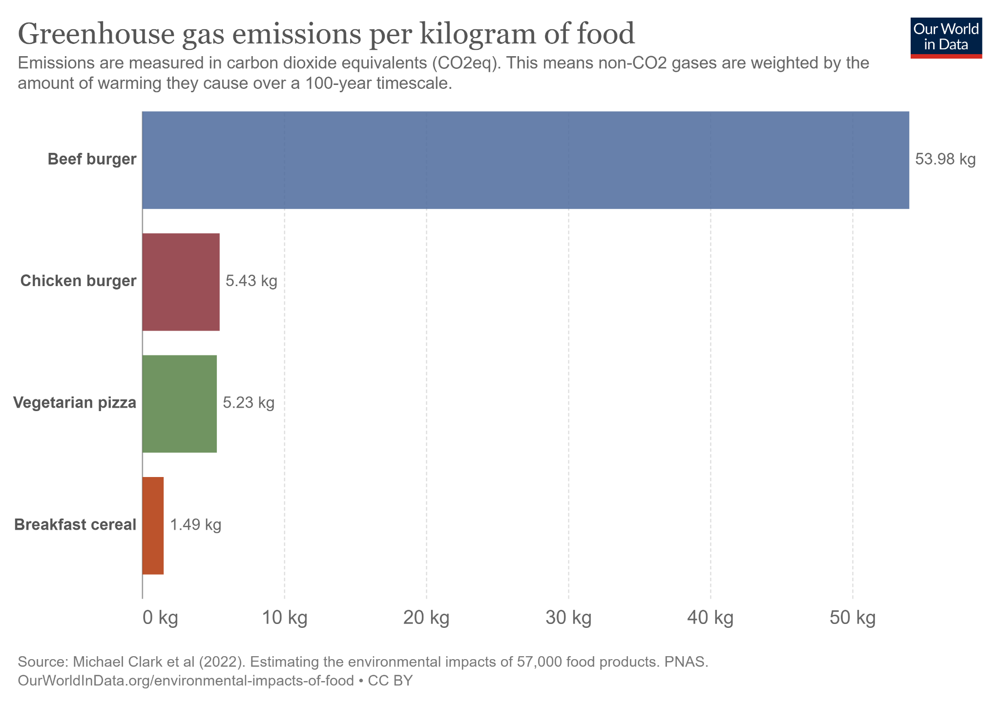 Greenhouse gas emissions per kilogram of food
Our World
in Data
Emissions are measured in carbon dioxide equivalents (CO2eq). This means non-CO2 gases are weighted by the
amount of warming they cause over a 100-year timescale.
Beef burger
53.98 kg
Chicken burger
5.43 kg
Vegetarian pizza
5.23 kg
Breakfast cereal
1.49 kg
0 kg
10 kg
20 kg
30 kg
40 kg
50 kg
Source: Michael Clark et al (2022). Estimating the environmental impacts of 57,000 food products. PNAS.
OurWorldInData.org/environmental-impacts-of-food • CC BY